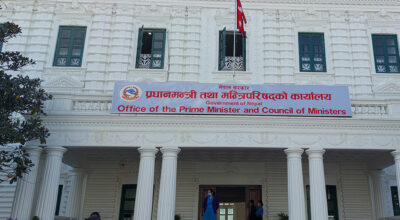 नेपाल सरकार
प्रधानमन्त्री तथा मन्त्रिपरिषद्को कार्यालय
Government of Nepal
Office of the Prime Minister and Council of Ministers